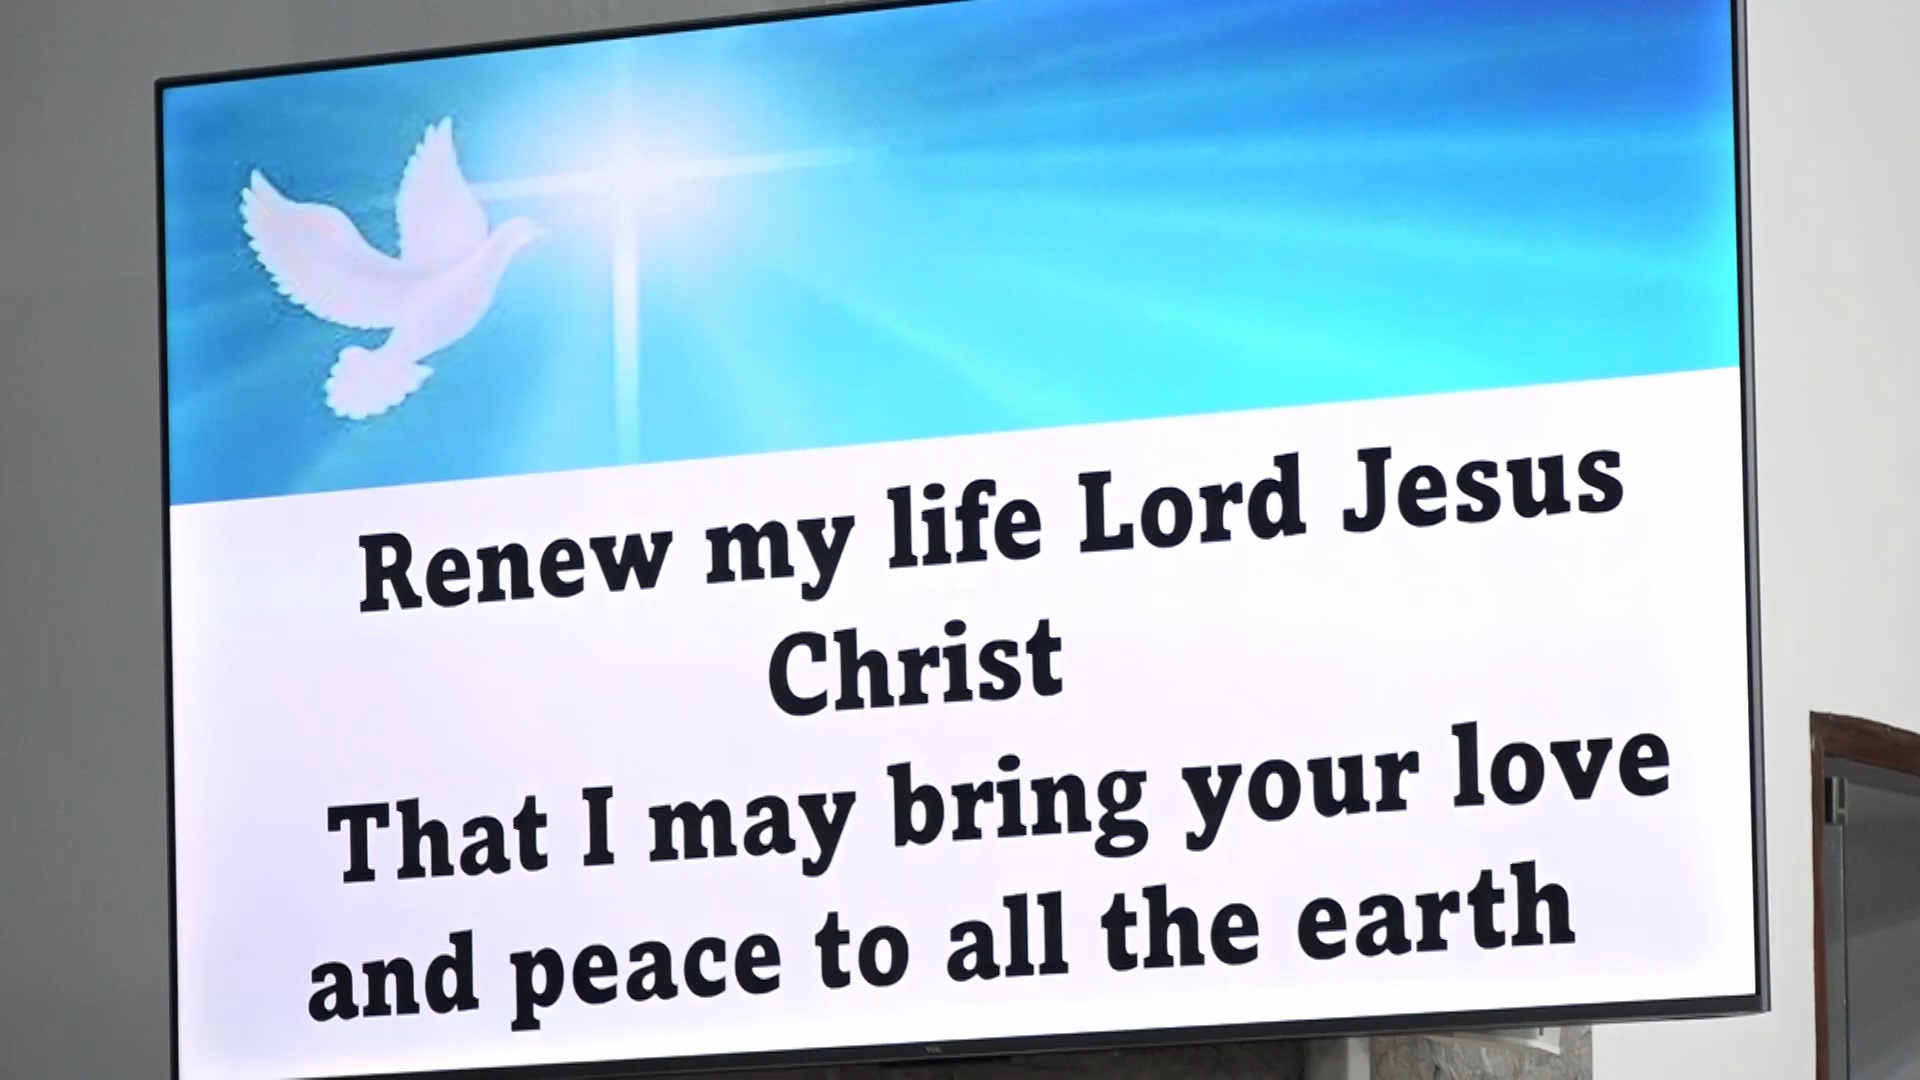 Renew my life Lord Jesus
Christ
That I may bring your love
and peace to all the earth